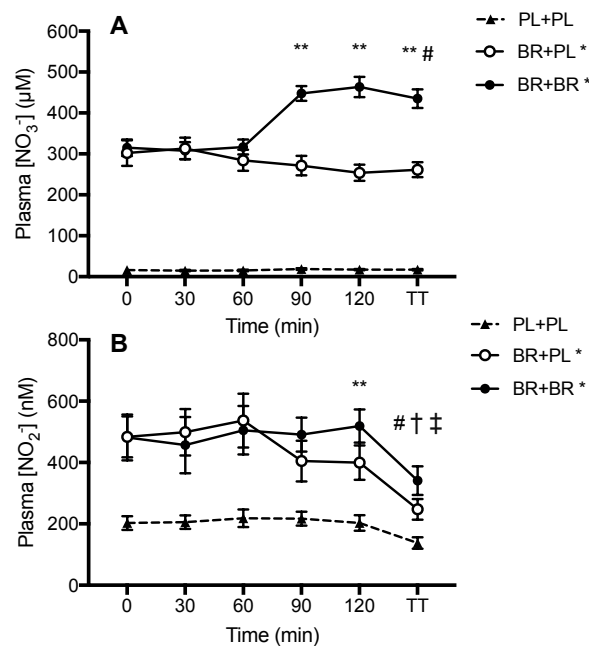 A
PL+PL
BR+PL *
BR+BR *
600
500
400
300
200
100
0
Plasma [NO₃⁻] (μM)
** ** ** #
0 30 60 90 120 TT
Time (min)
B
PL+PL
BR+PL *
BR+BR *
800
600
400
200
0
Plasma [NO₂⁻] (nM)
** # † ‡
0 30 60 90 120 TT
Time (min)